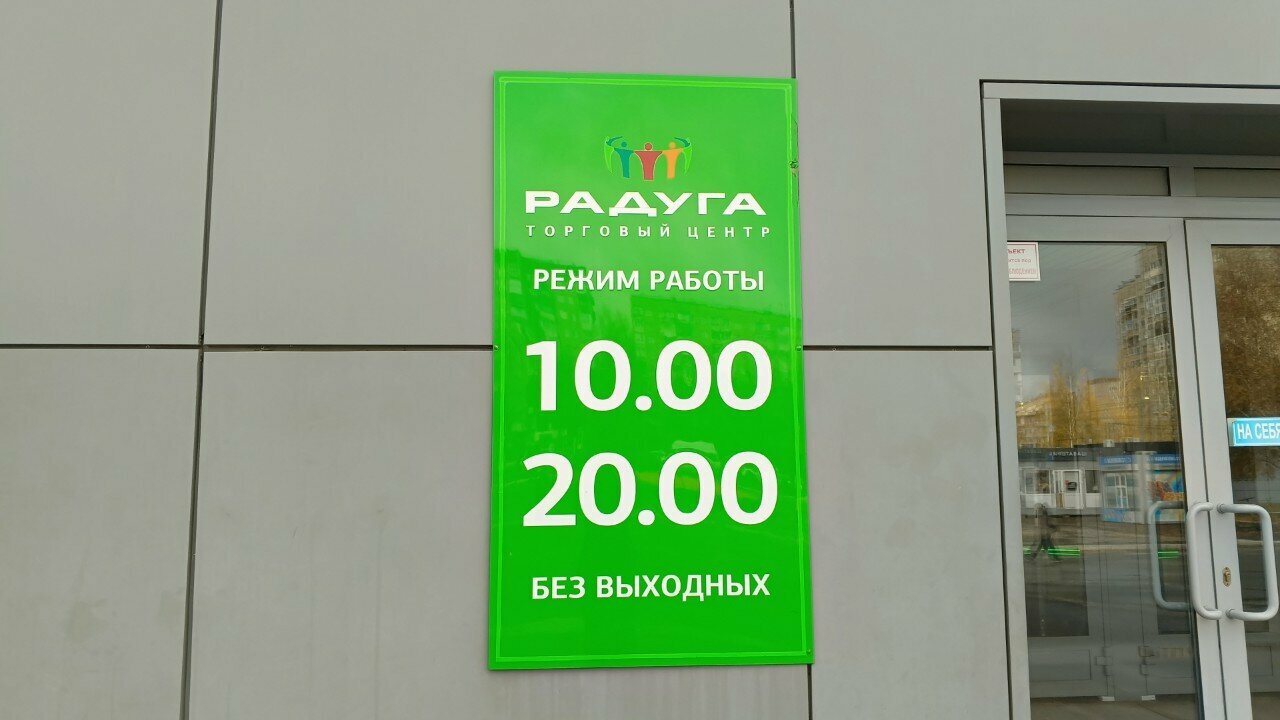 РАДУГА
ТОРГОВЫЙ ЦЕНТР
РЕЖИМ РАБОТЫ
10.00
20.00
БЕЗ ВЫХОДНЫХ
НА СЕБЯ